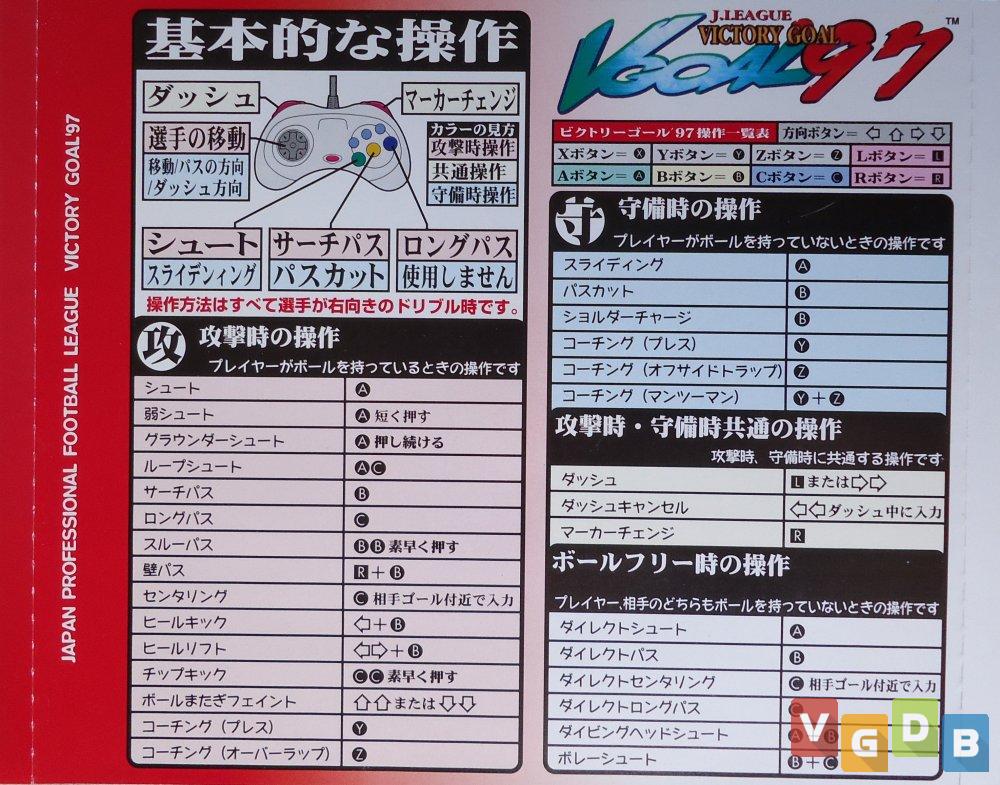 JAPAN PROFESSIONAL FOOTBALL LEAGUE VICTORY GOAL'97
基本的な操作
ダッシュ
マーカーチェンジ
選手の移動
移動/パスの方向
/ダッシュ方向
カラーの見方
攻撃時操作
共通操作
守備時操作
シュート サーチパス ロングパス
スライデンィング パスカット 使用しません
操作方法はすべて選手が右向きのドリブル時です。
攻 攻撃時の操作
プレイヤーがボールを持っているときの操作です
シュート Ⓐ
弱シュート Ⓐ 短く押す
グラウンダーシュート Ⓐ 押し続ける
ループシュート ⒶⒸ
サーチパス Ⓑ
ロングパス Ⓒ
スルーパス ⒷⒷ 素早く押す
壁パス R+Ⓑ
センタリング Ⓒ 相手ゴール付近で入力
ヒールキック ⇦+Ⓑ
ヒールリフト ⇦⇨+Ⓑ
チップキック ⒸⒸ 素早く押す
ボールまたぎフェイント ⇧⇧または⇩⇩
コーチング(プレス) Ⓨ
コーチング(オーバーラップ) Ⓩ
J.LEAGUE
VICTORY GOAL
VGOAL'97 ™
ビクトリーゴール'97操作一覧表 方向ボタン= ⇦⇧⇨⇩
Xボタン=Ⓧ Yボタン=Ⓨ Zボタン=Ⓩ Lボタン=L
Aボタン=Ⓐ Bボタン=Ⓑ Cボタン=Ⓒ Rボタン=R
守 守備時の操作
プレイヤーがボールを持っていないときの操作です
スライディング Ⓐ
パスカット Ⓑ
ショルダーチャージ Ⓑ
コーチング(プレス) Ⓨ
コーチング(オフサイドトラップ) Ⓩ
コーチング(マンツーマン) Ⓨ+Ⓩ
攻撃時・守備時共通の操作
攻撃時、守備時に共通する操作です
ダッシュ Lまたは⇨⇨
ダッシュキャンセル ⇦⇦ダッシュ中に入力
マーカーチェンジ R
ボールフリー時の操作
プレイヤー、相手のどちらもボールを持っていないときの操作です
ダイレクトシュート Ⓐ
ダイレクトパス Ⓑ
ダイレクトセンタリング Ⓒ 相手ゴール付近で入力
ダイレクトロングパス Ⓒ
ダイビングヘッドシュート Ⓐ+Ⓑ
ボレーシュート Ⓑ+Ⓒ
VGDB